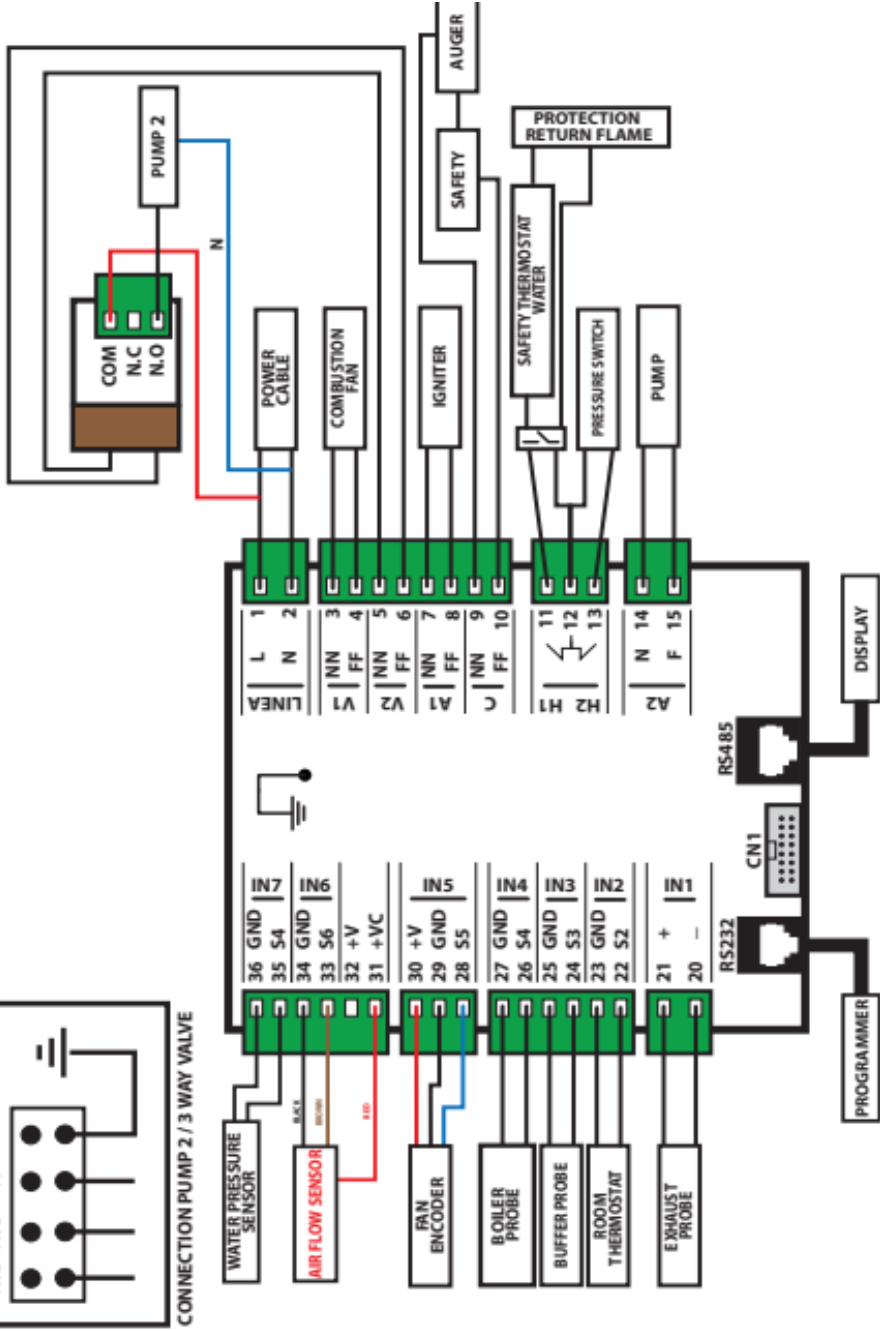 AUGER
SAFETY
PROTECTION
RETURN FLAME
SAFETY THERMOSTAT
WATER
PRESSURE SWITCH
PUMP
PUMP 2
N
COM
N.C
N.O
POWER
CABLE
COMBUSTION
FAN
IGNITER
1 L
2 N
LINEA
3 NN
4 FF
V1
5 NN
6 FF
V2
7 NN
8 FF
A1
9 NN
10 FF
C
11
12
13
H1
H2
14 N
15 F
A2
RS485
DISPLAY
CN1
RS232
PROGRAMMER
IN7
36 GND
35 S4
IN6
34 GND
33 S6
32 +V
31 +VC
IN5
30 +V
29 GND
28 S5
IN4
27 GND
26 S4
IN3
25 GND
24 S3
IN2
23 GND
22 S2
IN1
21 +
20 –
BLACK
BROWN
RED
WATER PRESSURE
SENSOR
AIR FLOW SENSOR
FAN
ENCODER
BOILER
PROBE
BUFFER PROBE
ROOM
THERMOSTAT
EXHAUST
PROBE
CONNECTION PUMP 2 / 3 WAY VALVE